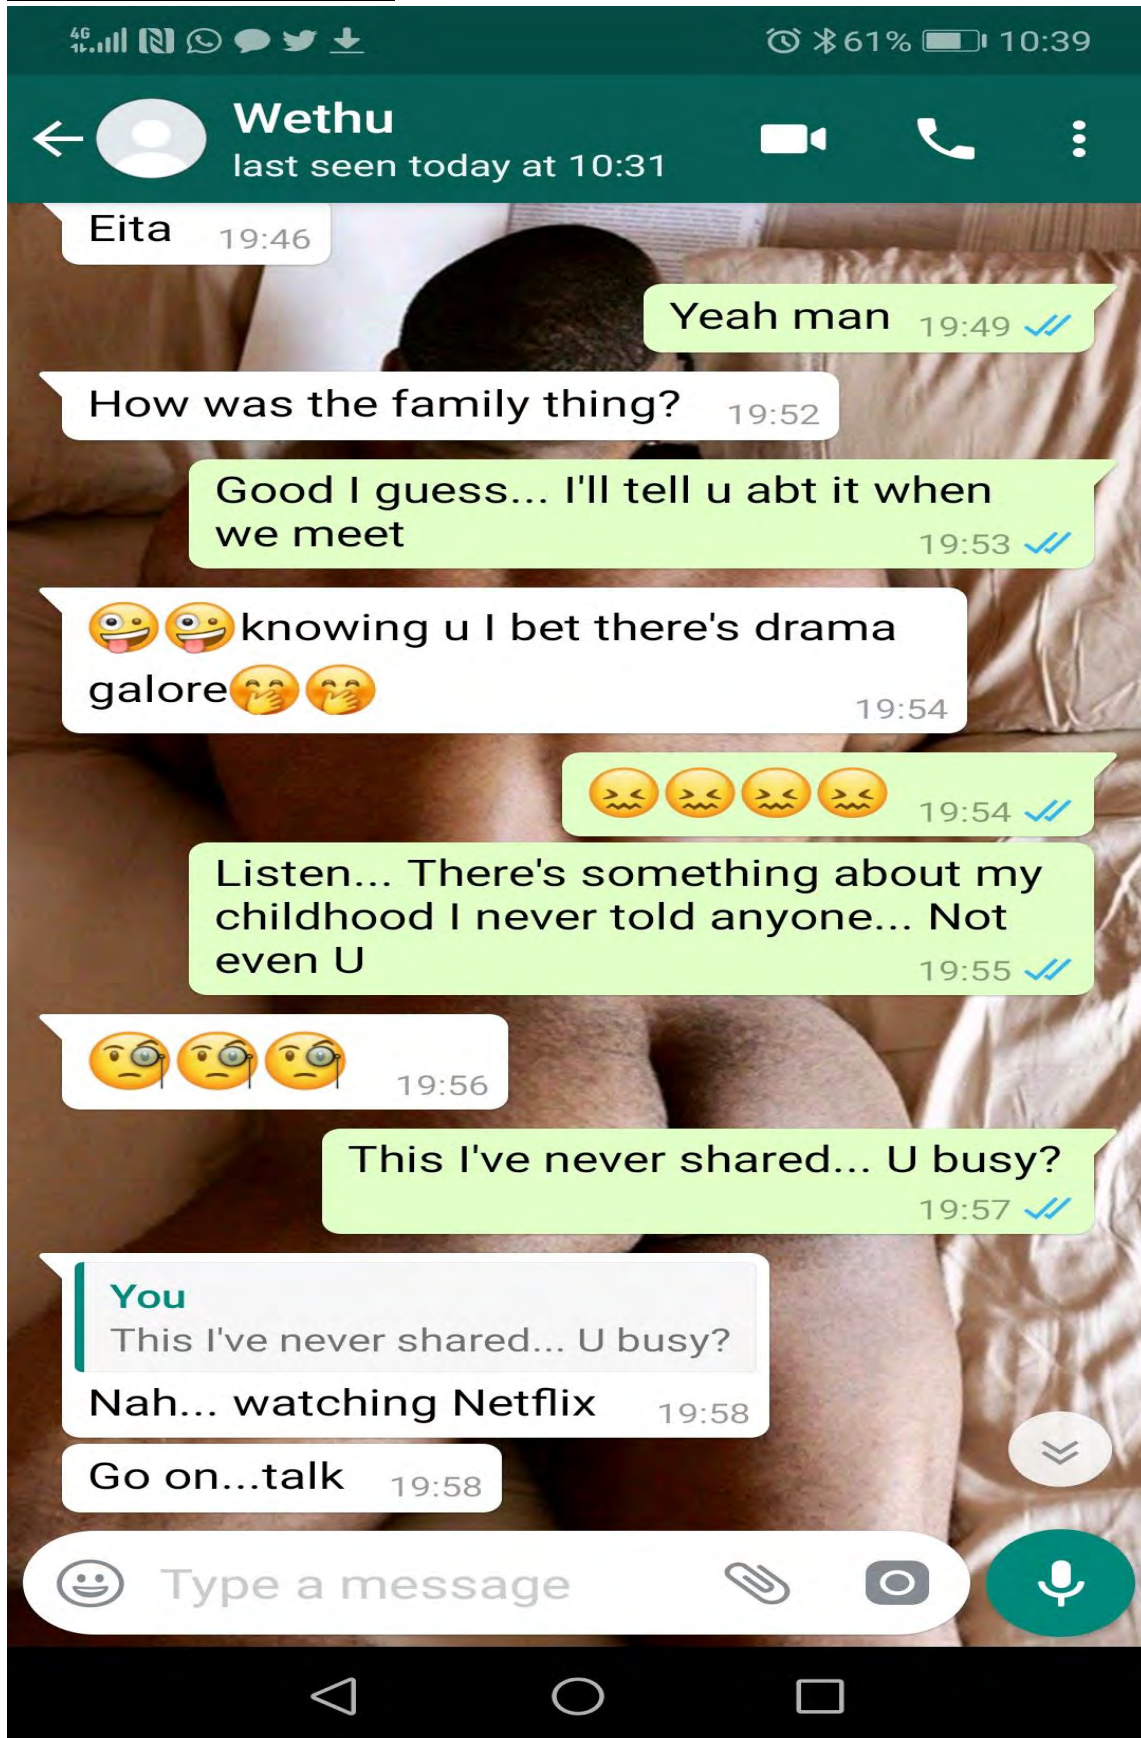 4G 61% 10:39
Wethu
last seen today at 10:31
Eita 19:46
Yeah man 19:49
How was the family thing? 19:52
Good I guess... I'll tell u abt it when
we meet 19:53
🤪🤪knowing u I bet there's drama
galore🤭🤭 19:54
😖😖😖😖 19:54
Listen... There's something about my
childhood I never told anyone... Not
even U 19:55
🧐🧐🧐 19:56
This I've never shared... U busy?
19:57
You
This I've never shared... U busy?
Nah... watching Netflix 19:58
Go on...talk 19:58
Type a message